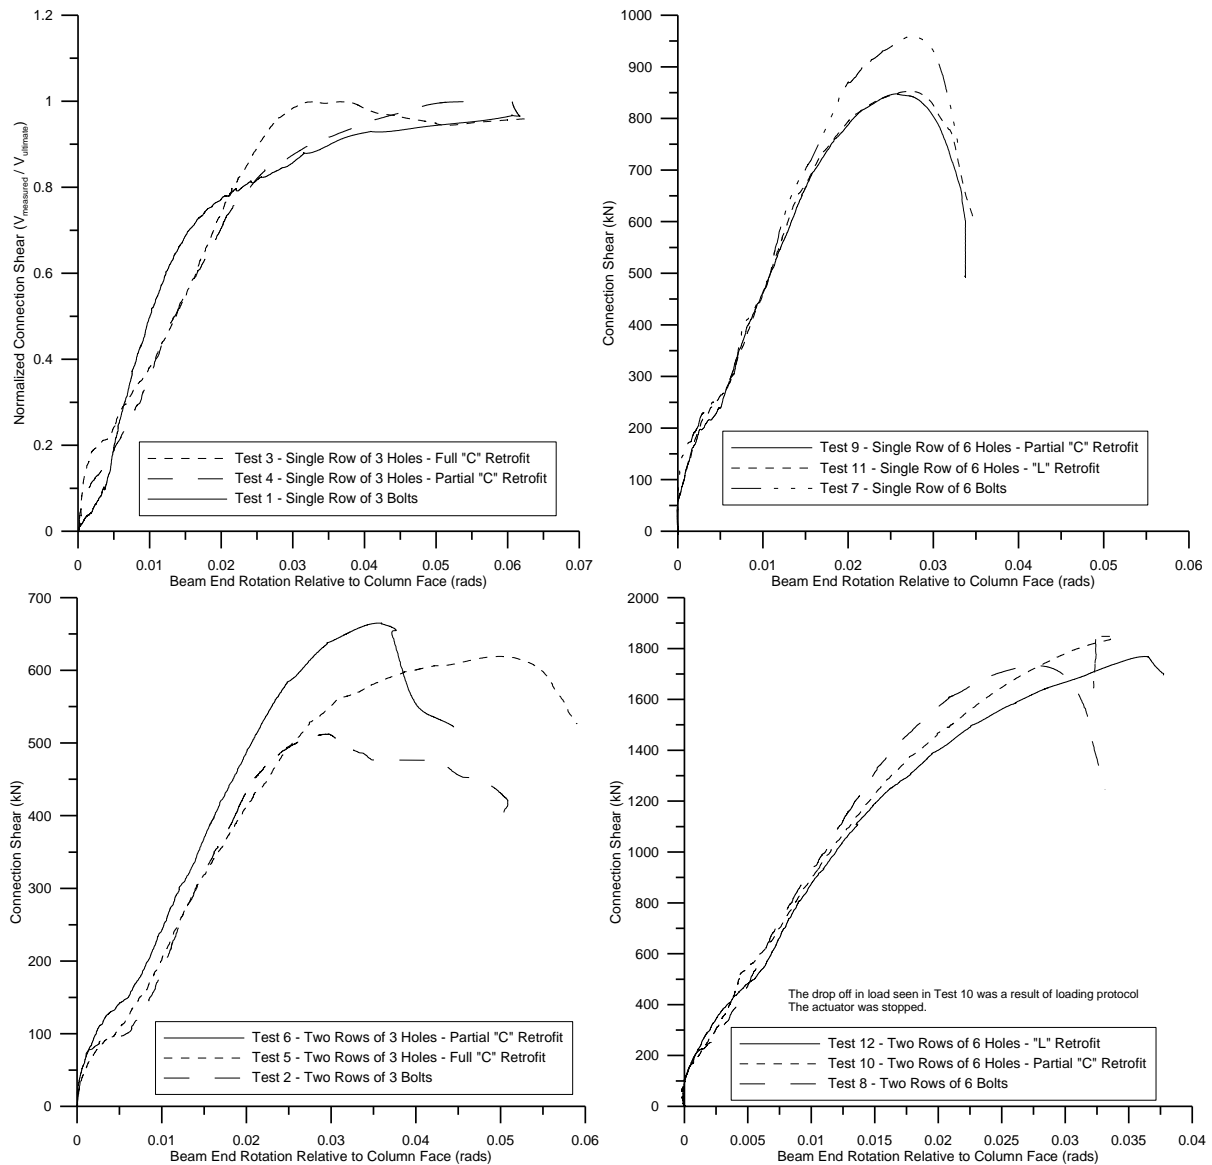 1.2
1
0.8
0.6
0.4
0.2
0
Normalized Connection Shear (Vmeasured / Vultimate)
Test 3 - Single Row of 3 Holes - Full "C" Retrofit
Test 4 - Single Row of 3 Holes - Partial "C" Retrofit
Test 1 - Single Row of 3 Bolts
0 0.01 0.02 0.03 0.04 0.05 0.06 0.07
Beam End Rotation Relative to Column Face (rads)
1000
900
800
700
600
500
400
300
200
100
0
Connection Shear (kN)
Test 9 - Single Row of 6 Holes - Partial "C" Retrofit
Test 11 - Single Row of 6 Holes - "L" Retrofit
Test 7 - Single Row of 6 Bolts
0 0.01 0.02 0.03 0.04 0.05 0.06
Beam End Rotation Relative to Column Face (rads)
700
600
500
400
300
200
100
0
Connection Shear (kN)
Test 6 - Two Rows of 3 Holes - Partial "C" Retrofit
Test 5 - Two Rows of 3 Holes - Full "C" Retrofit
Test 2 - Two Rows of 3 Bolts
0 0.01 0.02 0.03 0.04 0.05 0.06
Beam End Rotation Relative to Column Face (rads)
2000
1800
1600
1400
1200
1000
800
600
400
200
0
Connection Shear (kN)
The drop off in load seen in Test 10 was a result of loading protocol
The actuator was stopped.
Test 12 - Two Rows of 6 Holes - "L" Retrofit
Test 10 - Two Rows of 6 Holes - Partial "C" Retrofit
Test 8 - Two Rows of 6 Bolts
0 0.005 0.01 0.015 0.02 0.025 0.03 0.035 0.04
Beam End Rotation Relative to Column Face (rads)